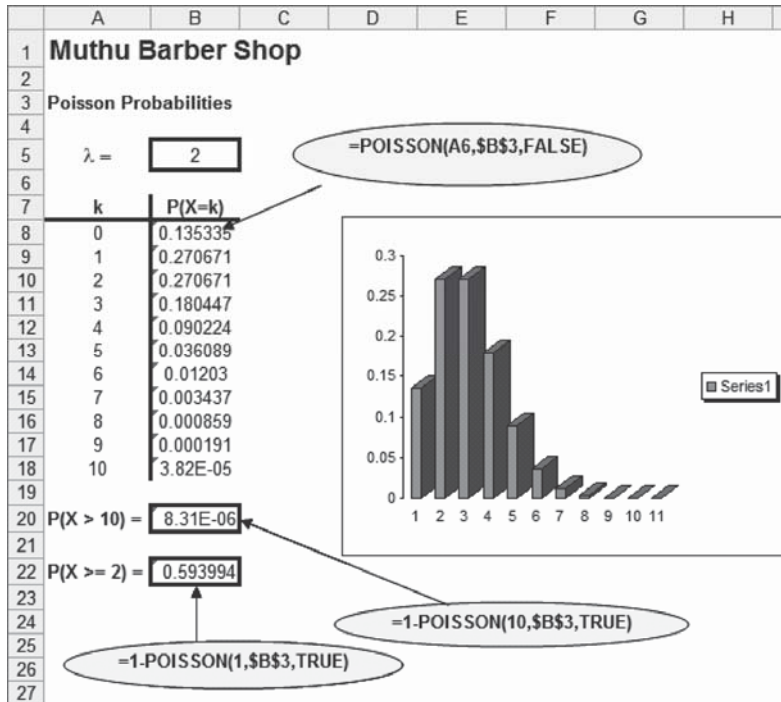 A B C D E F G H
1 Muthu Barber Shop
2
3 Poisson Probabilities
4
=POISSON(A6,$B$3,FALSE)
5 λ = 2
6
7 k P(X=k)
8 0 0.135335
9 1 0.270671
10 2 0.270671
11 3 0.180447
12 4 0.090224
13 5 0.036089
14 6 0.01203
15 7 0.003437
16 8 0.000859
17 9 0.000191
18 10 3.82E-05
19
0.3
0.25
0.2
0.15
0.1
0.05
0
1 2 3 4 5 6 7 8 9 10 11
Series1
20 P(X > 10) = 8.31E-06
21
22 P(X >= 2) = 0.593994
23
24 =1-POISSON(10,$B$3,TRUE)
25
26 =1-POISSON(1,$B$3,TRUE)
27